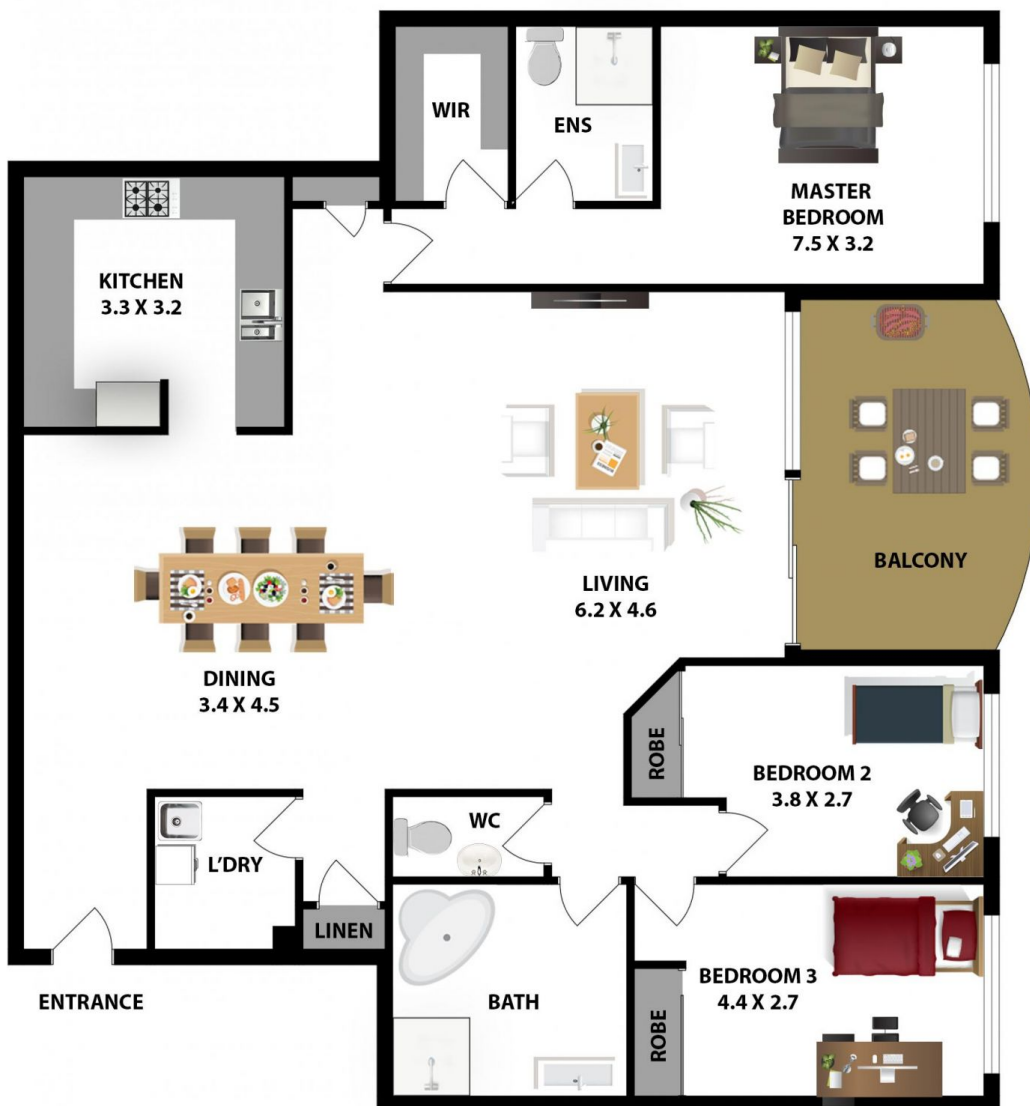 WIR
ENS
MASTER
BEDROOM
7.5 X 3.2
KITCHEN
3.3 X 3.2
BALCONY
LIVING
6.2 X 4.6
DINING
3.4 X 4.5
ROBE
BEDROOM 2
3.8 X 2.7
WC
L'DRY
LINEN
ENTRANCE
BATH
BEDROOM 3
4.4 X 2.7
ROBE